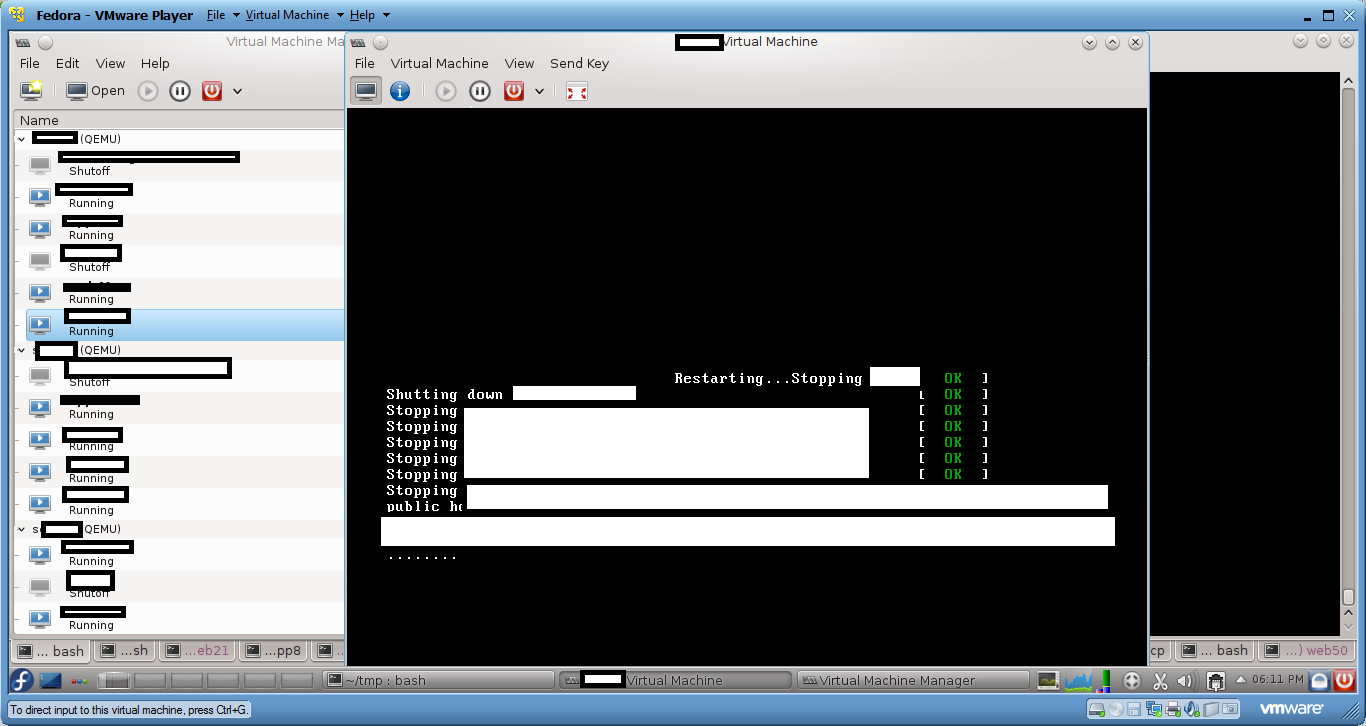 Fedora - VMware Player File Virtual Machine Help
Virtual Machine Ma
Virtual Machine
File Edit View Help
File Virtual Machine View Send Key
Open
Name
(QEMU)
Shutoff
Running
Running
Shutoff
Running
Running
(QEMU)
Shutoff
Running
Running
Running
Running
(QEMU)
Running
Shutoff
Running
Restarting...Stopping OK ]
Shutting down [ OK ]
Stopping [ OK ]
Stopping [ OK ]
Stopping [ OK ]
Stopping [ OK ]
Stopping [ OK ]
Stopping
public
........
... bash ...sh ...eb21 ...pp8 cp ... bash ...) web50
~/tmp : bash Virtual Machine Virtual Machine Manager 06:11 PM
To direct input to this virtual machine, press Ctrl+G. vmware